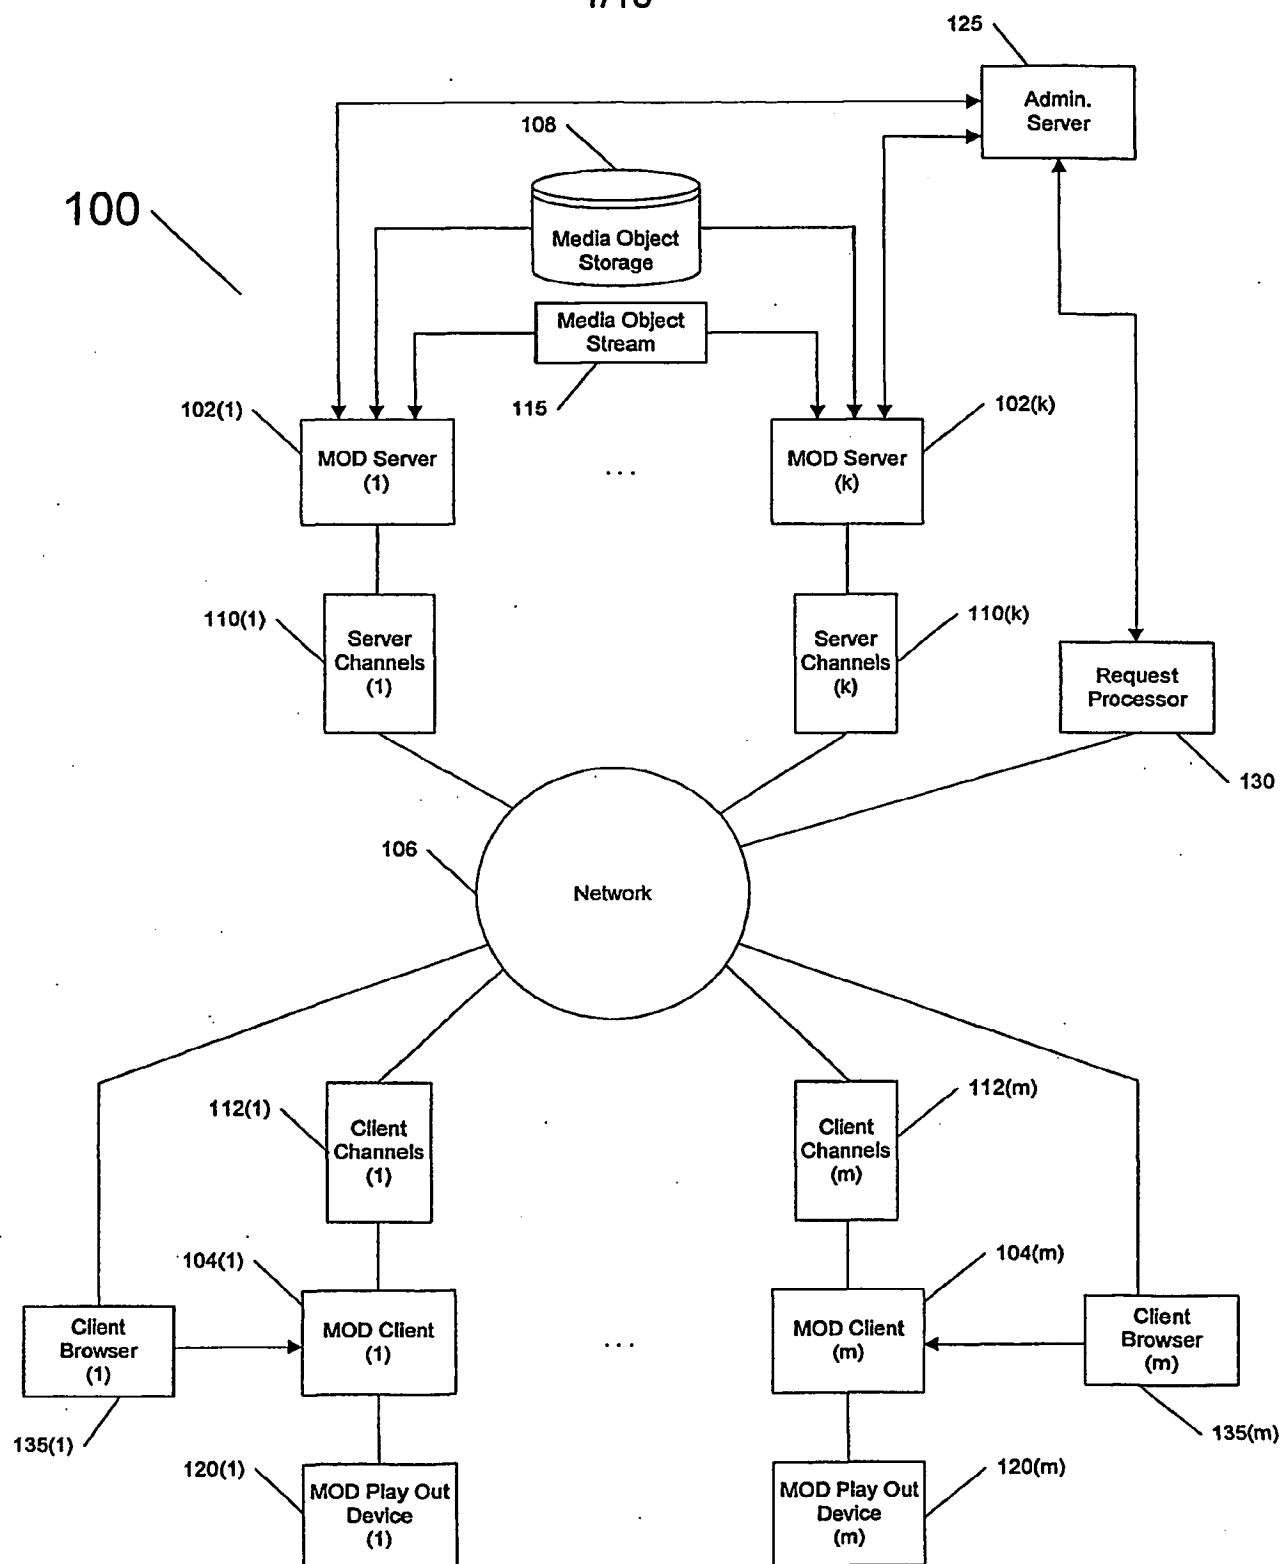 125
Admin.
Server
108
100
Media Object
Storage
Media Object
Stream
115
102(1)
102(k)
MOD Server
(1)
...
MOD Server
(k)
110(1)
110(k)
Server
Channels
(1)
Server
Channels
(k)
Request
Processor
130
106
Network
112(1)
112(m)
Client
Channels
(1)
Client
Channels
(m)
104(1)
104(m)
Client
Browser
(1)
MOD Client
(1)
...
MOD Client
(m)
Client
Browser
(m)
135(1)
135(m)
120(1)
120(m)
MOD Play Out
Device
(1)
MOD Play Out
Device
(m)